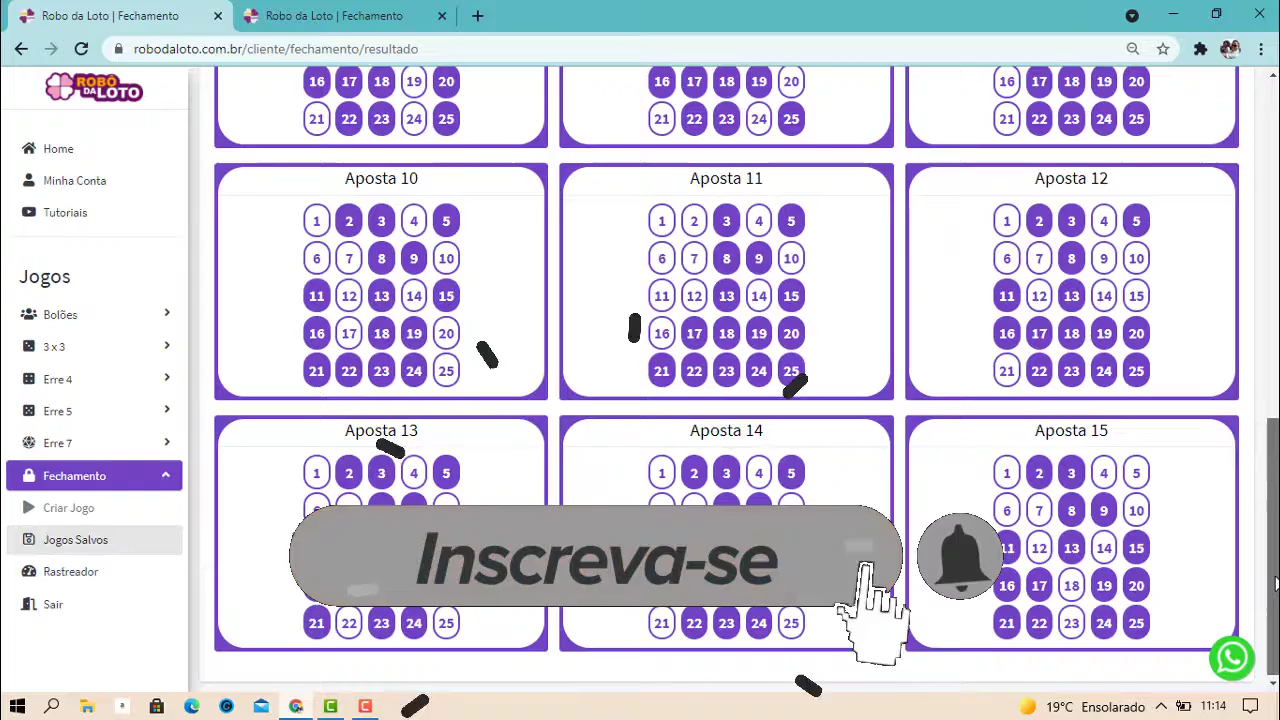 Robo da Loto | Fechamento
Robo da Loto | Fechamento
robodaloto.com.br/cliente/fechamento/resultado
ROBÔ DA LOTO
Home
Minha Conta
Tutoriais
Jogos
Bolões
3 x 3
Erre 4
Erre 5
Erre 7
Fechamento
Criar Jogo
Jogos Salvos
Rastreador
Sair
16 17 18 19 20
21 22 23 24 25
16 17 18 19 20
21 22 23 24 25
16 17 18 19 20
21 22 23 24 25
Aposta 10
1 2 3 4 5
6 7 8 9 10
11 12 13 14 15
16 17 18 19 20
21 22 23 24 25
Aposta 11
1 2 3 4 5
6 7 8 9 10
11 12 13 14 15
16 17 18 19 20
21 22 23 24 25
Aposta 12
1 2 3 4 5
6 7 8 9 10
11 12 13 14 15
16 17 18 19 20
21 22 23 24 25
Aposta 13
1 2 3 4 5
21 22 23 24 25
Aposta 14
1 2 3 4 5
21 22 23 24 25
Aposta 15
1 2 3 4 5
6 7 8 9 10
11 12 13 14 15
16 17 18 19 20
21 22 23 24 25
Inscreva-se
19°C Ensolarado
11:14